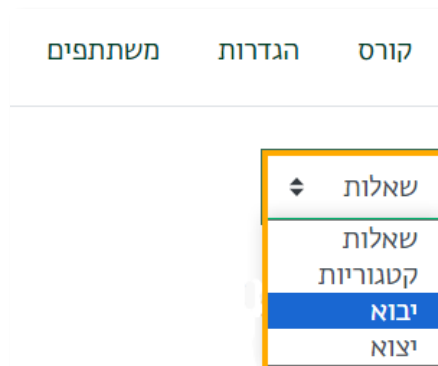 קורס הגדרות משתתפים
שאלות
שאלות
קטגוריות
יבוא
יצוא